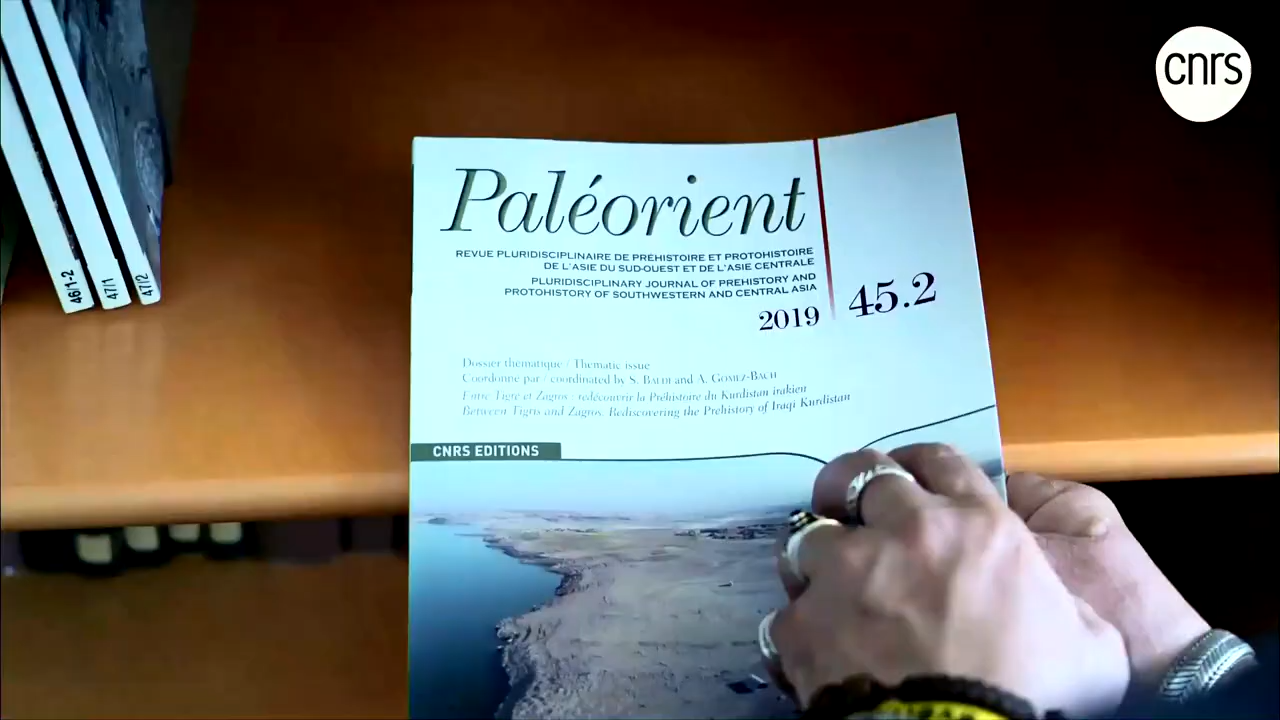 cnrs
46/1-2
47/1
47/2
Paléorient
REVUE PLURIDISCIPLINAIRE DE PRÉHISTOIRE ET PROTOHISTOIRE
DE L'ASIE DU SUD-OUEST ET DE L'ASIE CENTRALE
PLURIDISCIPLINARY JOURNAL OF PREHISTORY AND
PROTOHISTORY OF SOUTHWESTERN AND CENTRAL ASIA
2019
45.2
Dossier thématique / Thematic issue
Coordonné par / coordinated by S. BALDI and A. GOMEZ-BACH
Entre Tigre et Zagros : redécouvrir la Préhistoire du Kurdistan irakien
Between Tigris and Zagros. Rediscovering the Prehistory of Iraqi Kurdistan
CNRS EDITIONS